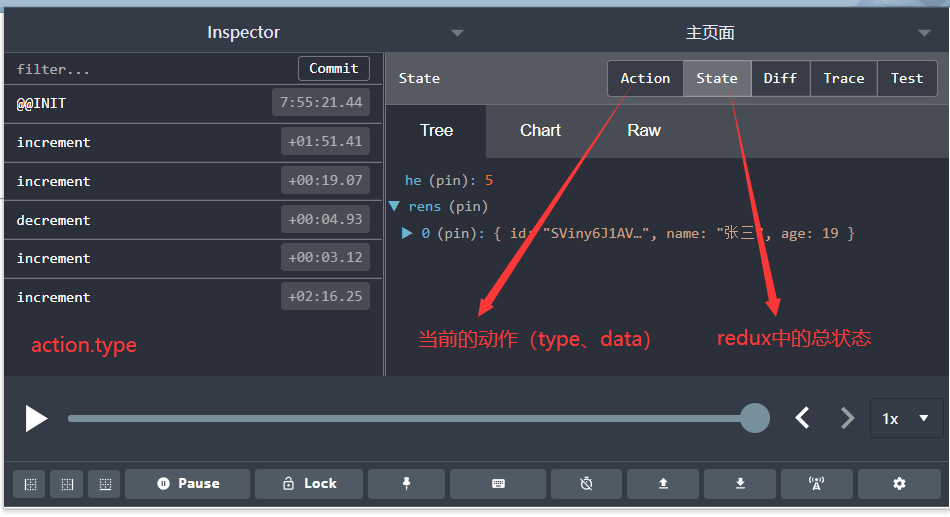 Inspector
主页面
filter...
Commit
@@INIT
7:55:21.44
increment
+01:51.41
increment
+00:19.07
decrement
+00:04.93
increment
+00:03.12
increment
+02:16.25
action.type
State
Action
State
Diff
Trace
Test
Tree
Chart
Raw
he (pin): 5
rens (pin)
0 (pin): { id: "SViny6J1AV…", name: "张三", age: 19 }
当前的动作（type、data）
redux中的总状态
1x
Pause
Lock